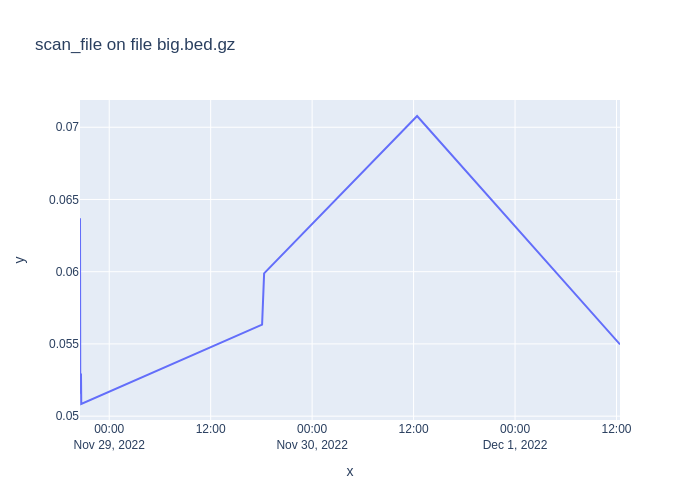 scan_file on file big.bed.gz
0.07
0.065
0.06
0.055
0.05
y
00:00 12:00 00:00 12:00 00:00 12:00
Nov 29, 2022 Nov 30, 2022 Dec 1, 2022
x